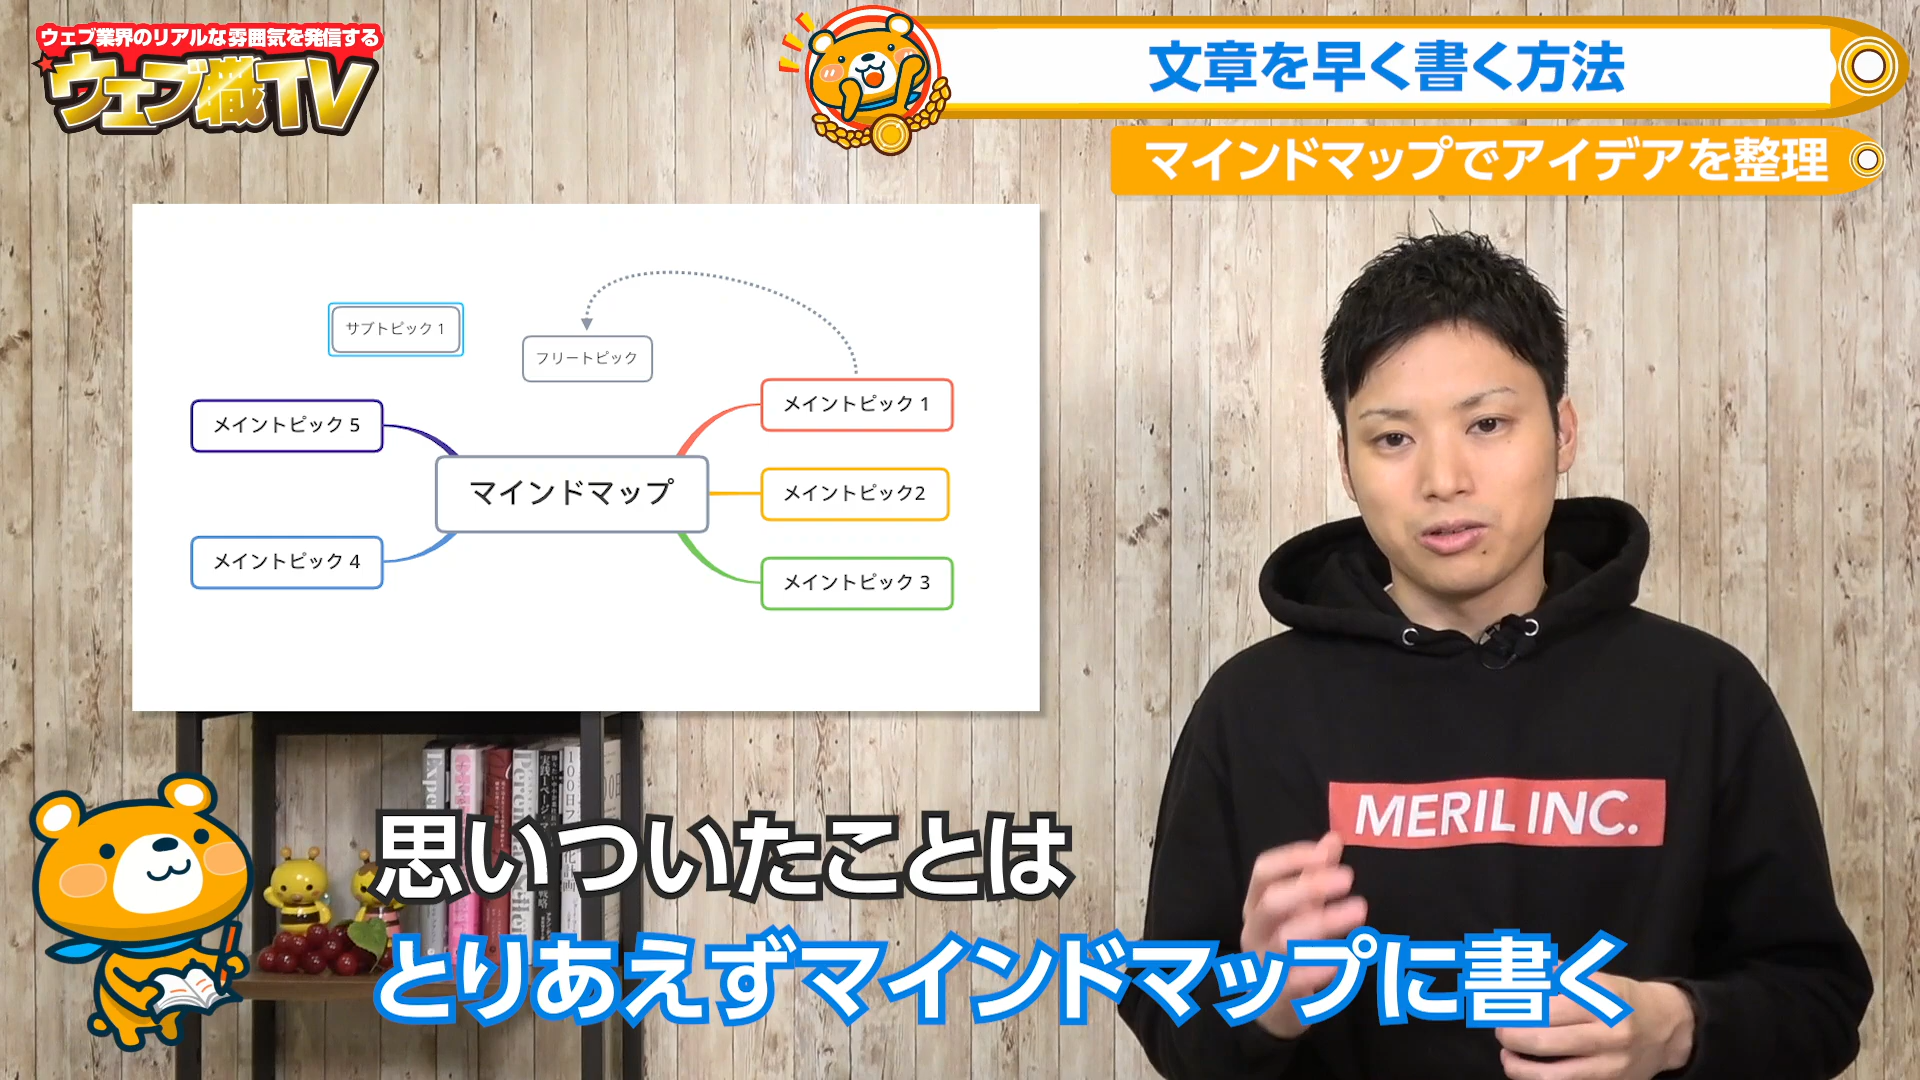 ウェブ業界のリアルな雰囲気を発信する
ウェブ職TV
文章を早く書く方法
マインドマップでアイデアを整理
サブトピック 1
フリートピック
メイントピック 5
メイントピック 1
マインドマップ
メイントピック2
メイントピック 4
メイントピック 3
MERIL INC.
思いついたことは
とりあえずマインドマップに書く